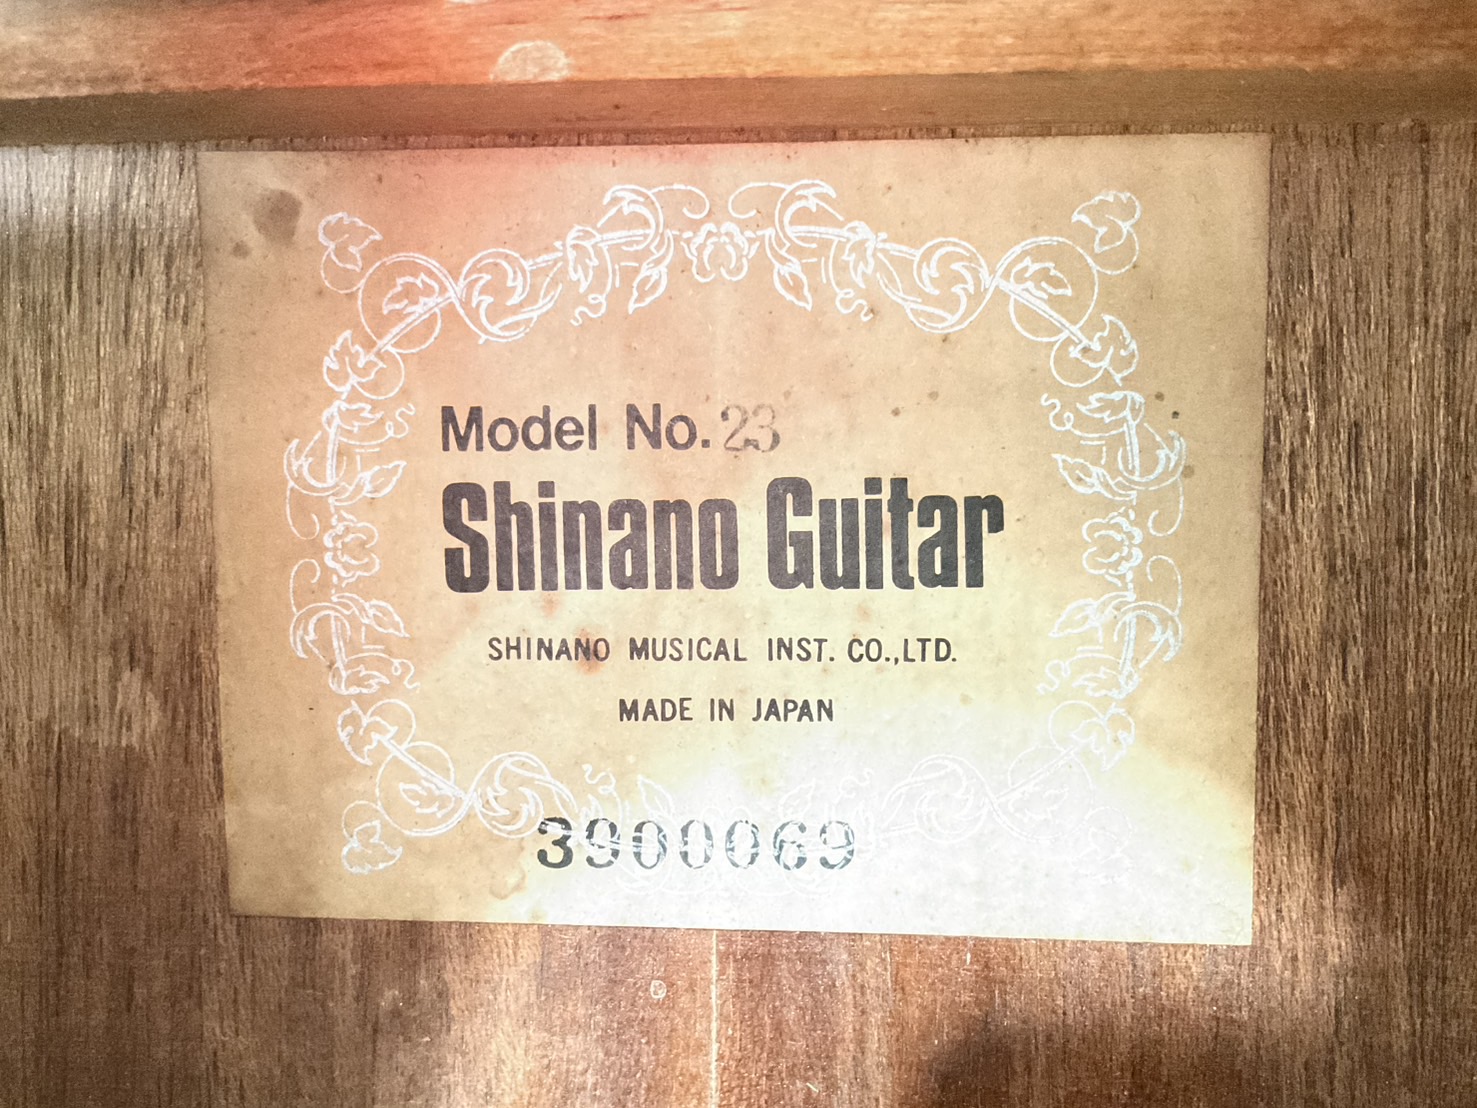 Model No. 23
Shinano Guitar
SHINANO MUSICAL INST. CO.,LTD.
MADE IN JAPAN
3900069